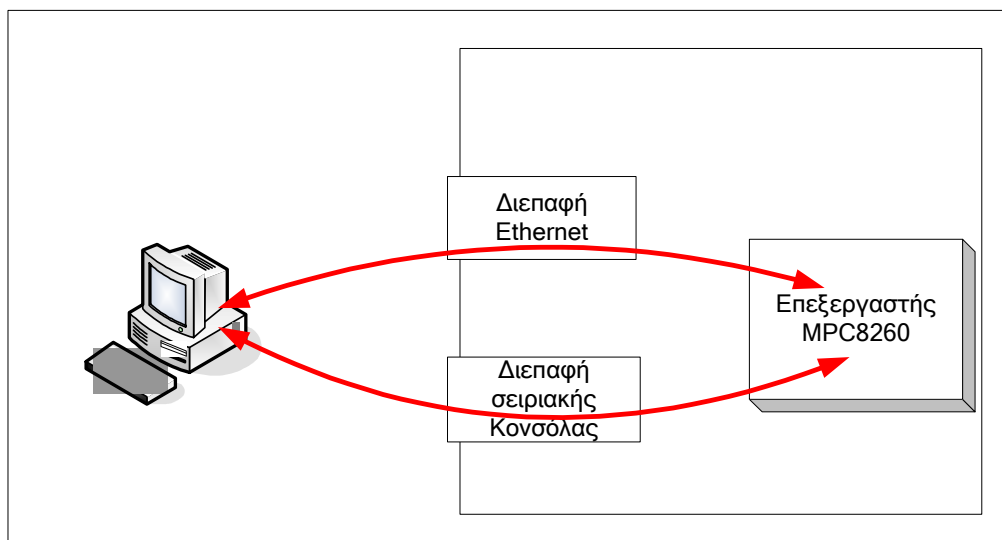 Διεπαφή
Ethernet
Επεξεργαστής
MPC8260
Διεπαφή
σειριακής
Κονσόλας